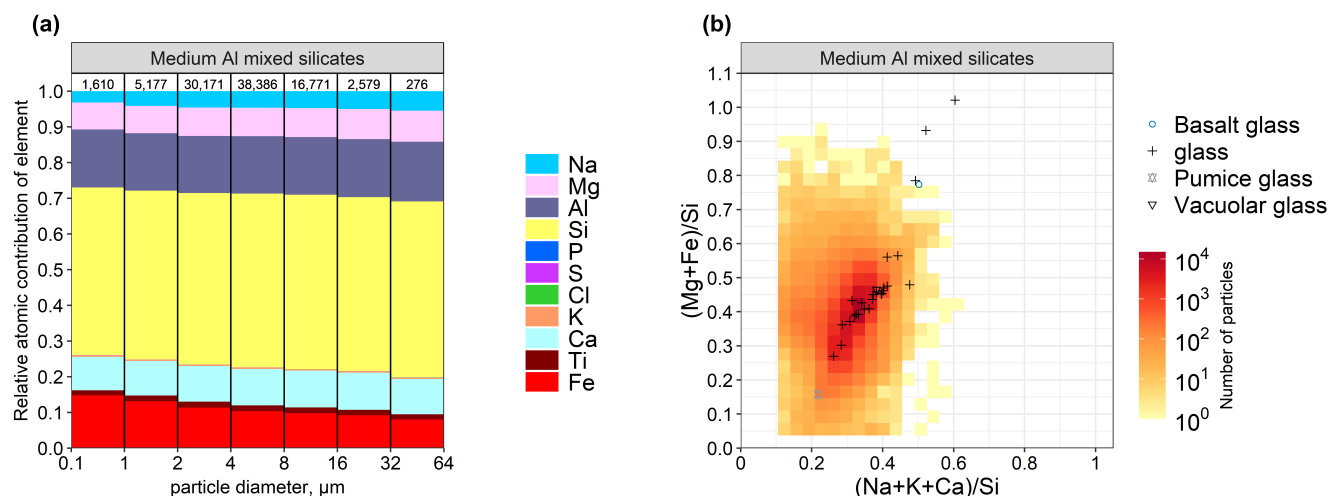 (a)
Medium Al mixed silicates
1,610 5,177 30,171 38,386 16,771 2,579 276
1.0
0.9
0.8
0.7
0.6
0.5
0.4
0.3
0.2
0.1
0.0
Relative atomic contribution of element
0.1 1 2 4 8 16 32 64
particle diameter, µm
Na
Mg
Al
Si
P
S
Cl
K
Ca
Ti
Fe
(b)
Medium Al mixed silicates
1.1
1.0
0.9
0.8
0.7
0.6
0.5
0.4
0.3
0.2
0.1
0.0
(Mg+Fe)/Si
0 0.2 0.4 0.6 0.8 1
(Na+K+Ca)/Si
Basalt glass
glass
Pumice glass
Vacuolar glass
10⁴
10³
10²
10¹
10⁰
Number of particles